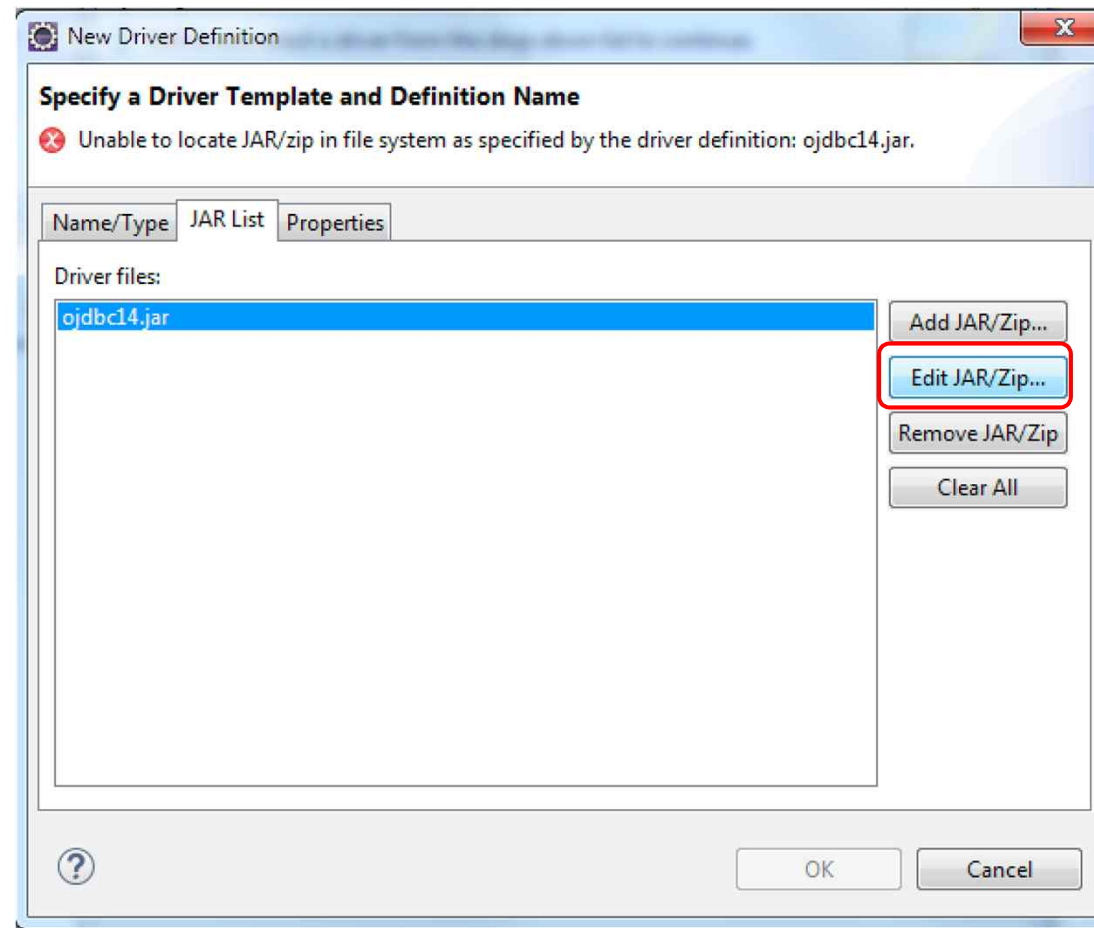 New Driver Definition
Specify a Driver Template and Definition Name
Unable to locate JAR/zip in file system as specified by the driver definition: ojdbc14.jar.
Name/Type JAR List Properties
Driver files:
ojdbc14.jar
Add JAR/Zip...
Edit JAR/Zip...
Remove JAR/Zip
Clear All
OK Cancel